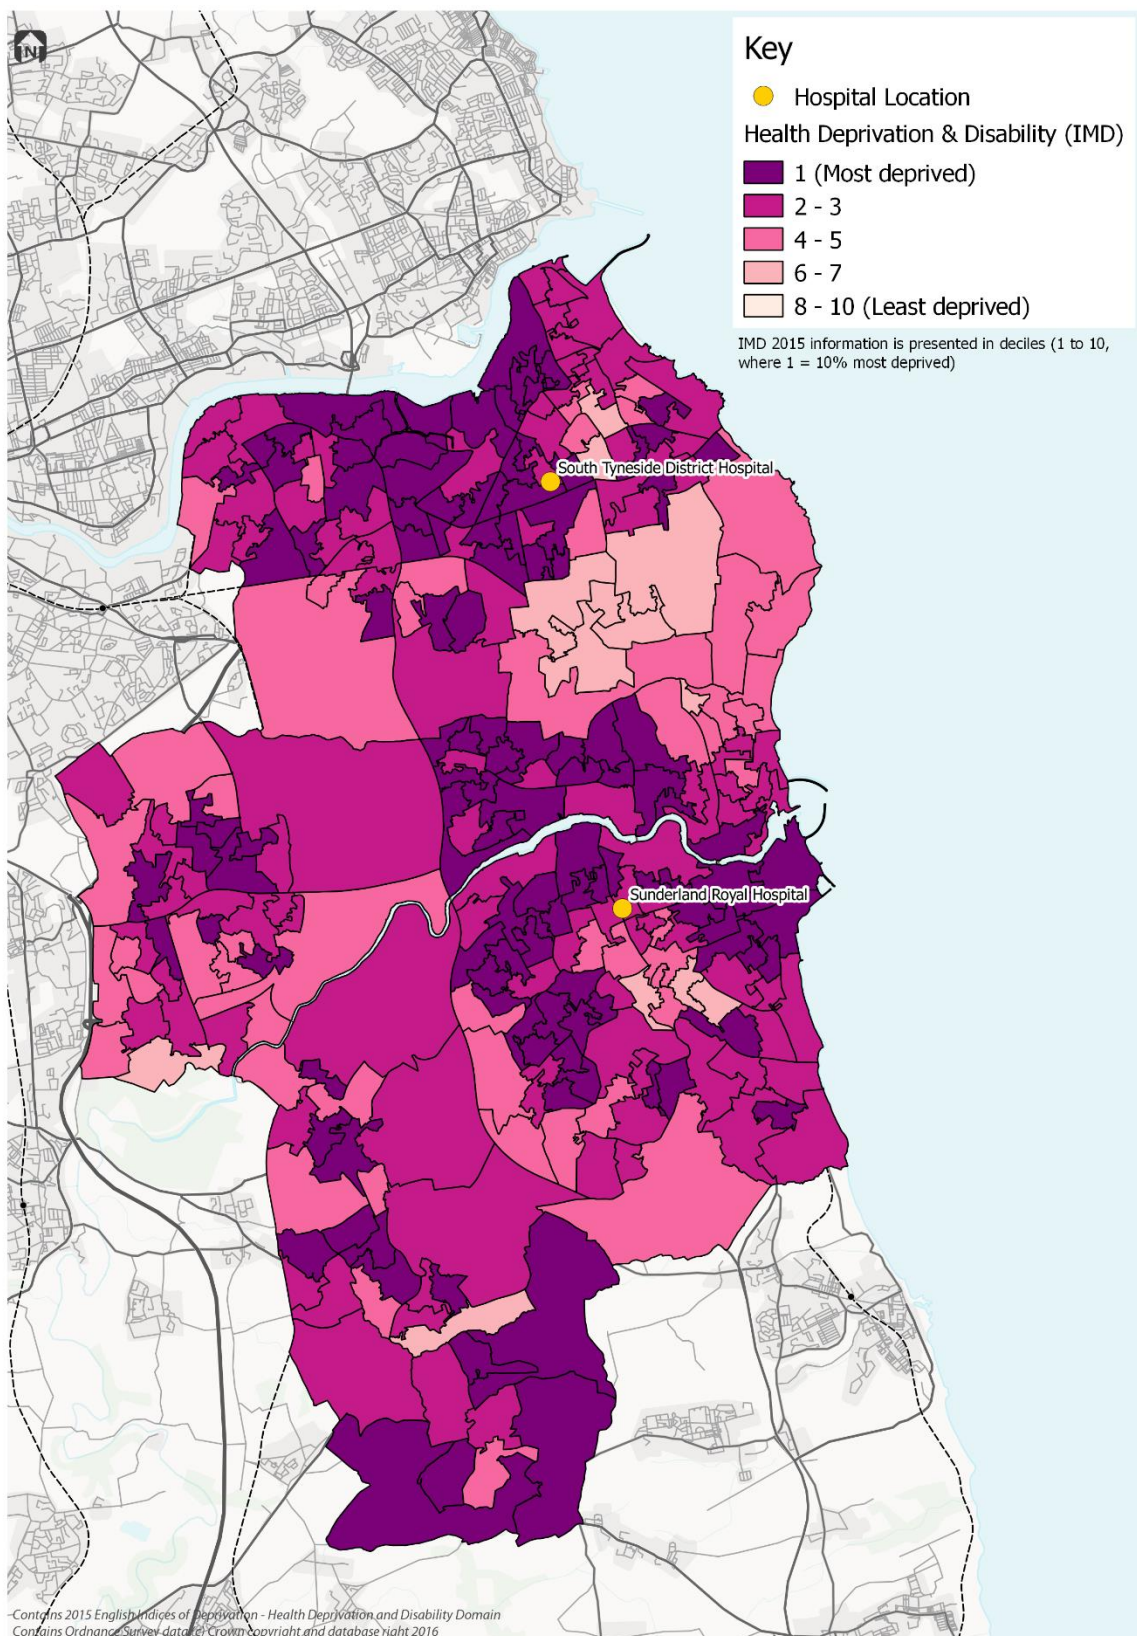 N
Key
Hospital Location
Health Deprivation & Disability (IMD)
1 (Most deprived)
2 - 3
4 - 5
6 - 7
8 - 10 (Least deprived)
IMD 2015 information is presented in deciles (1 to 10,
where 1 = 10% most deprived)
South Tyneside District Hospital
Sunderland Royal Hospital
Contains 2015 English Indices of Deprivation - Health Deprivation and Disability Domain
Contains Ordnance Survey data © Crown copyright and database right 2016